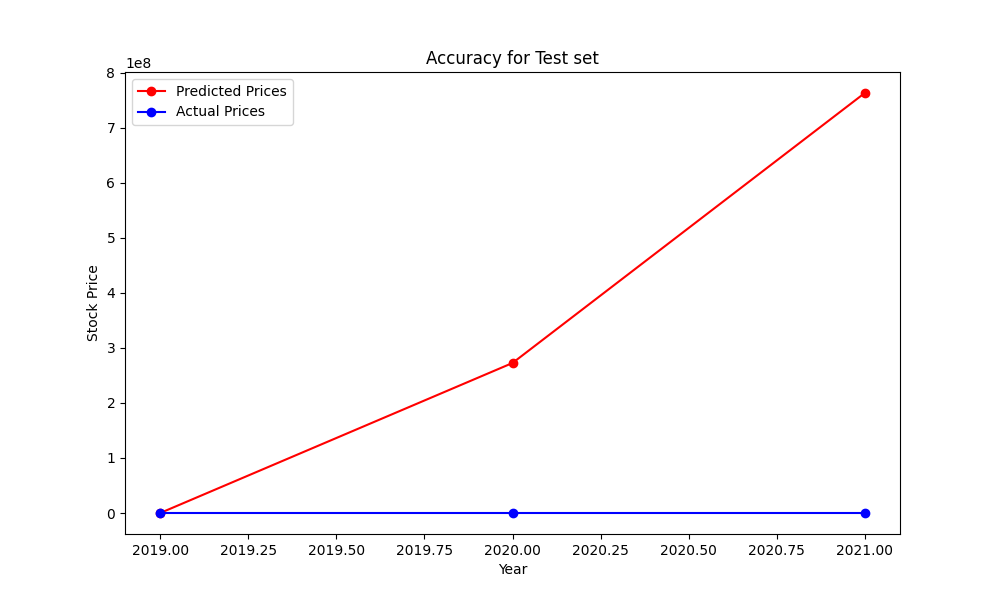 Accuracy for Test set
1e8
Predicted Prices
Actual Prices
8
7
6
5
4
3
2
1
0
Stock Price
2019.00 2019.25 2019.50 2019.75 2020.00 2020.25 2020.50 2020.75 2021.00
Year